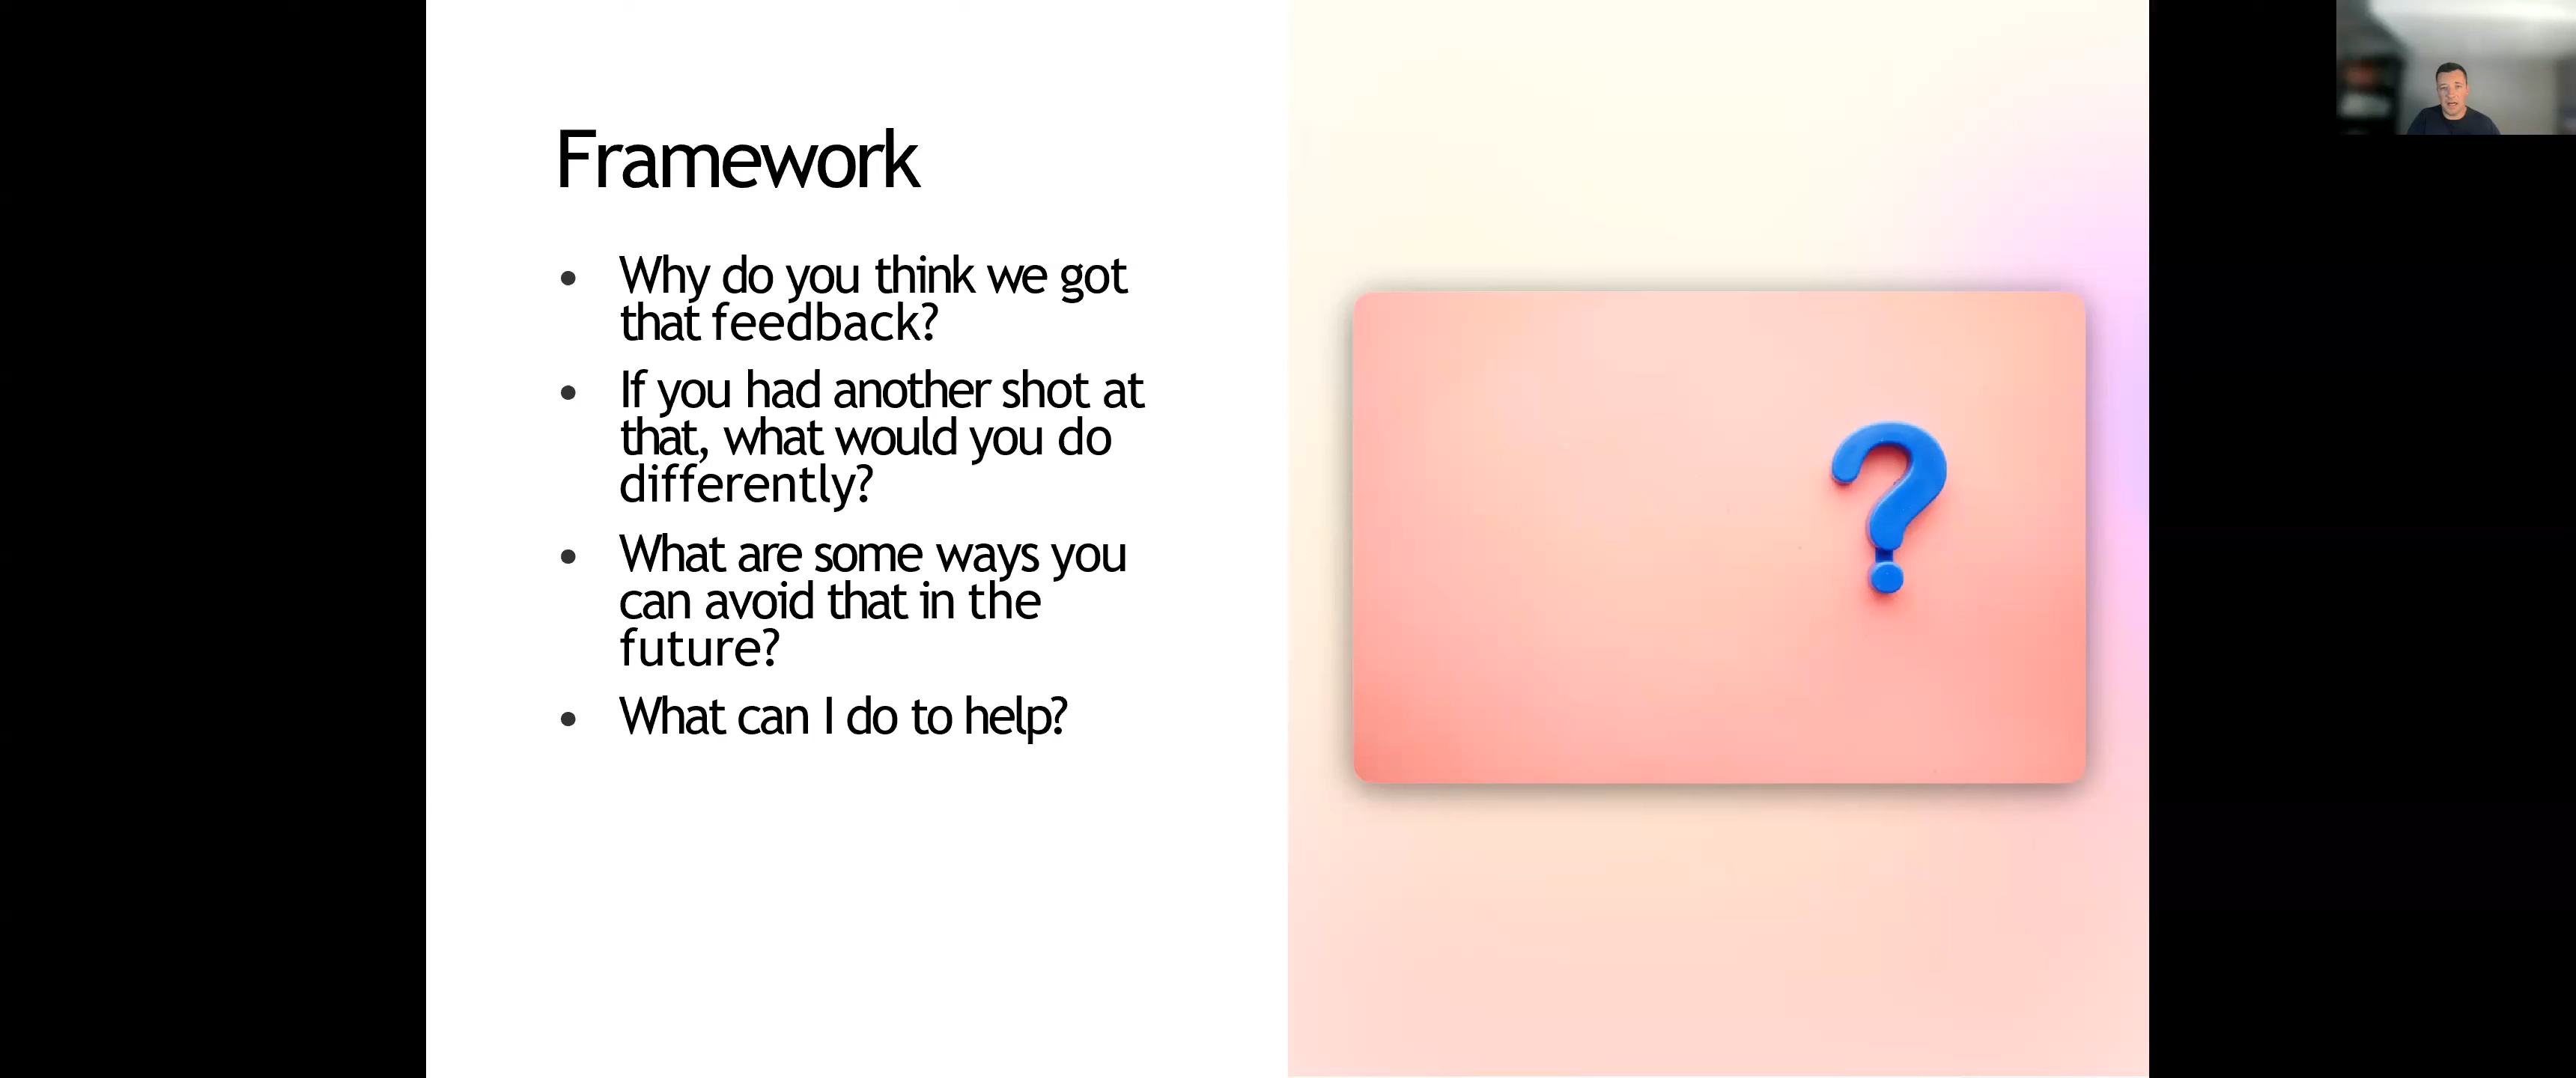 Framework
• Why do you think we got
that feedback?
• If you had another shot at
that, what would you do
differently?
• What are some ways you
can avoid that in the
future?
• What can I do to help?
?